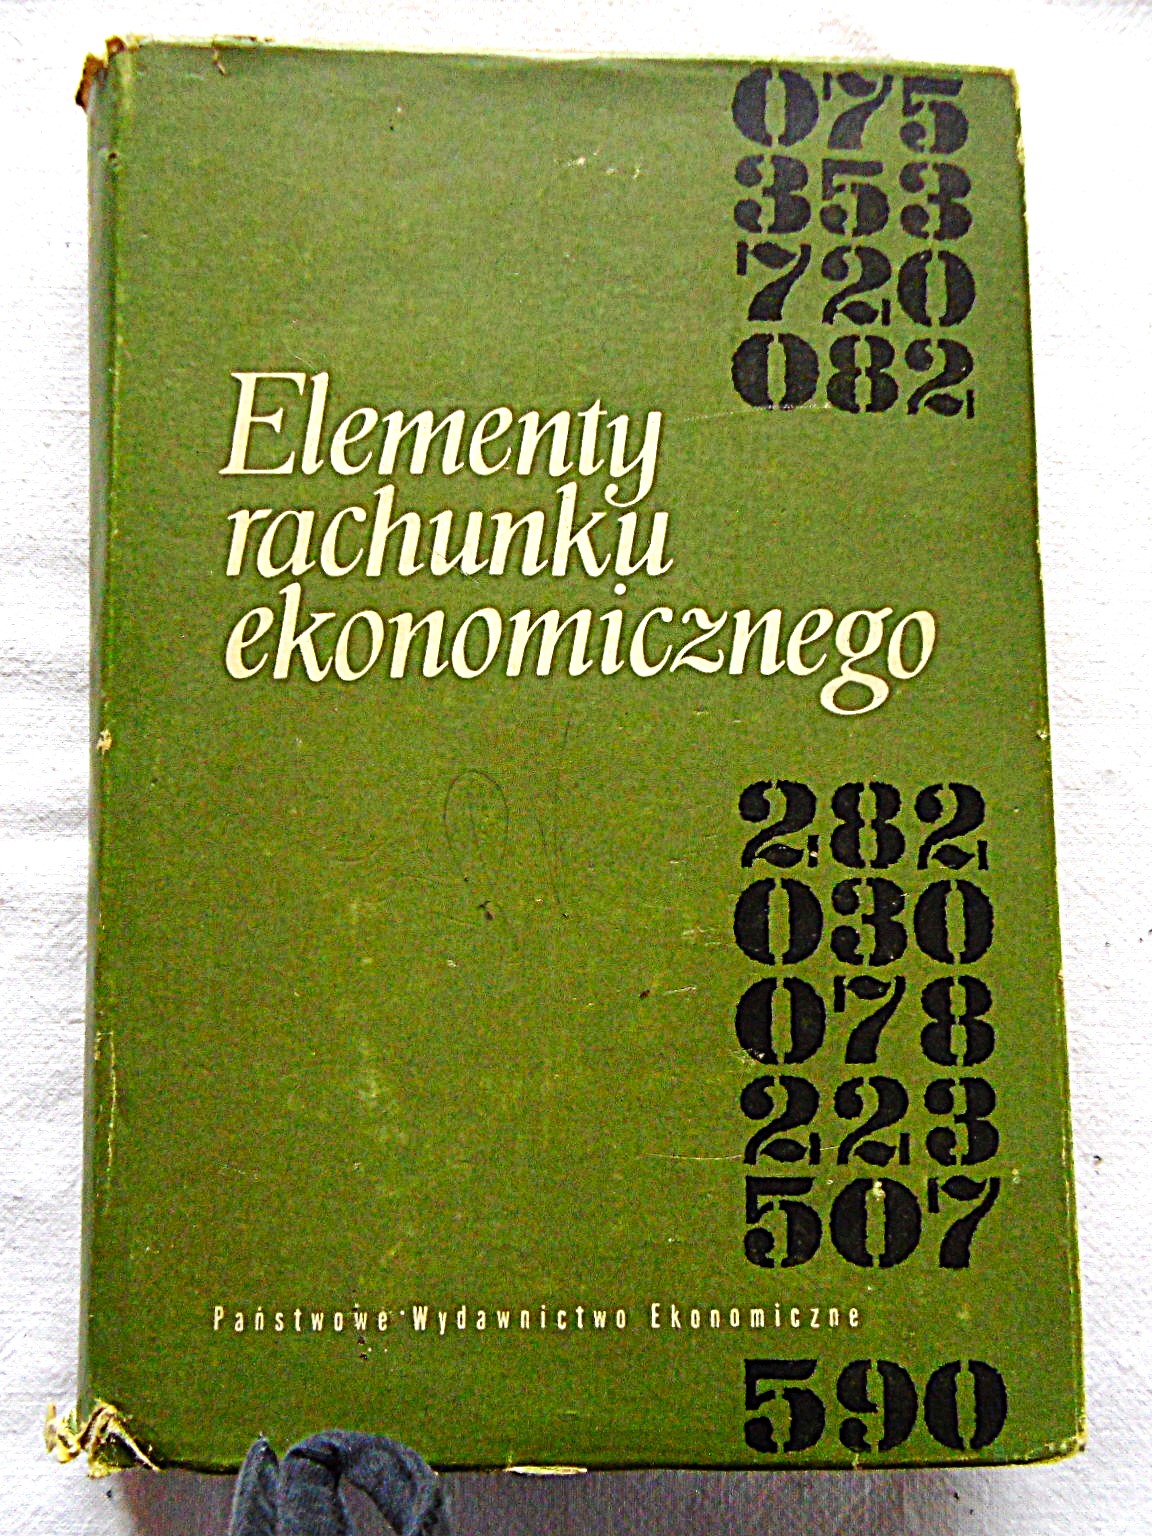 075
353
720
082
Elementy
rachunku
ekonomicznego
282
030
078
223
507
Państwowe Wydawnictwo Ekonomiczne
590